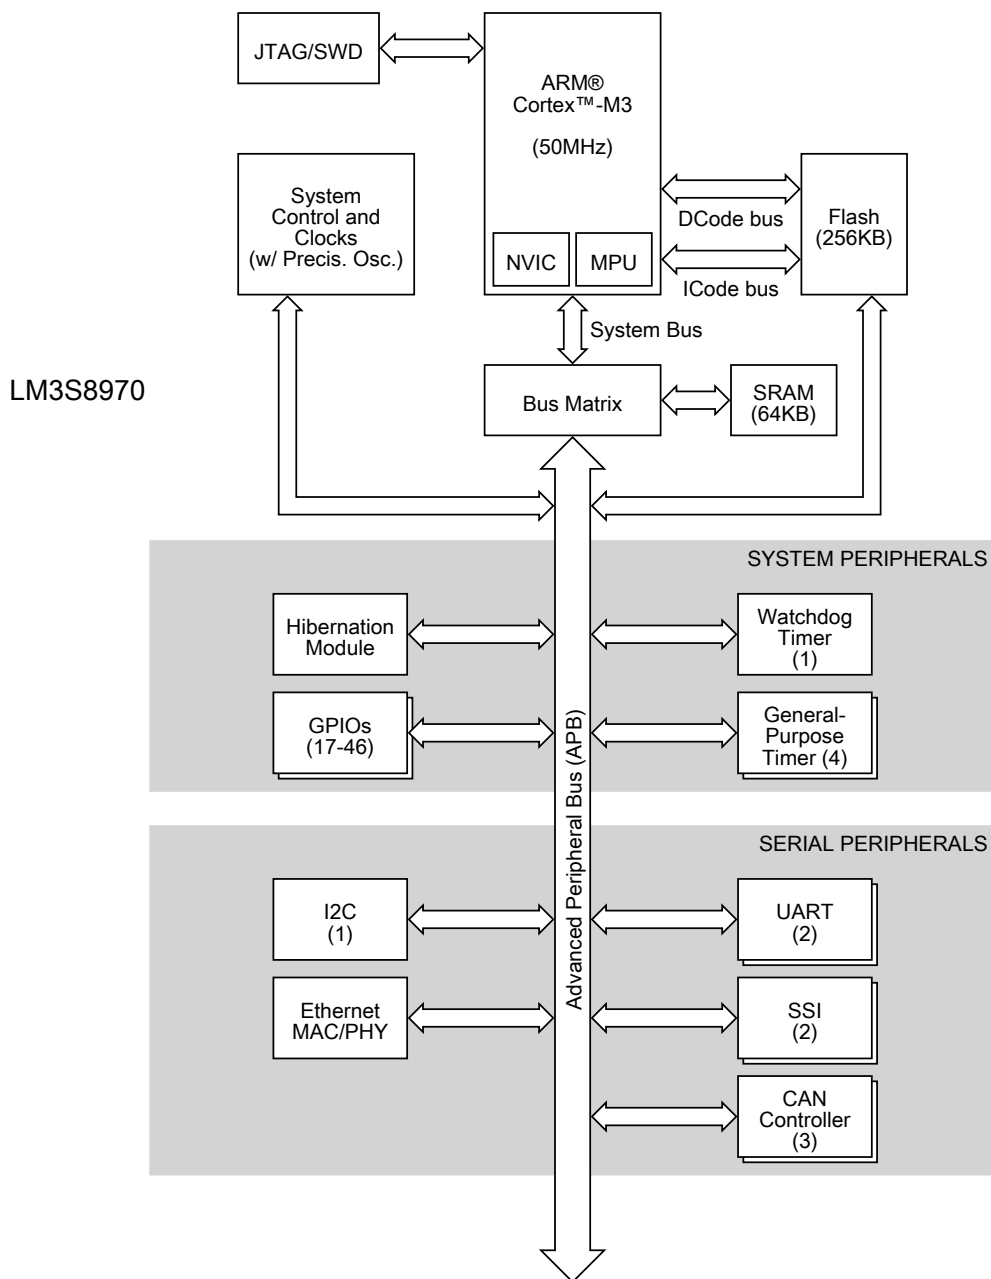 JTAG/SWD
ARM®
Cortex™-M3
(50MHz)
NVIC
MPU
System
Control and
Clocks
(w/ Precis. Osc.)
DCode bus
ICode bus
Flash
(256KB)
System Bus
LM3S8970
Bus Matrix
SRAM
(64KB)
Advanced Peripheral Bus (APB)
SYSTEM PERIPHERALS
Hibernation
Module
Watchdog
Timer
(1)
GPIOs
(17-46)
General-
Purpose
Timer (4)
SERIAL PERIPHERALS
I2C
(1)
UART
(2)
Ethernet
MAC/PHY
SSI
(2)
CAN
Controller
(3)